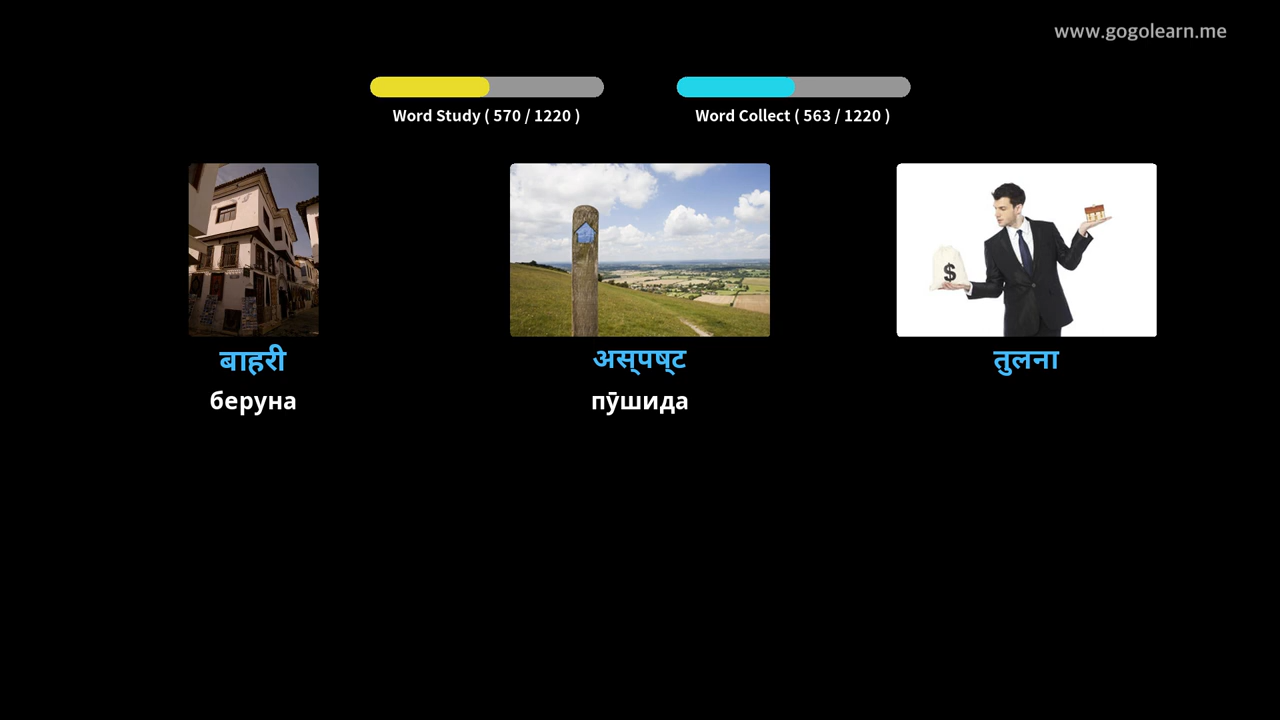 www.gogolearn.me
Word Study ( 570 / 1220 )
Word Collect ( 563 / 1220 )
बाहरी
अस्पष्ट
तुलना
беруна
пӯшида
$